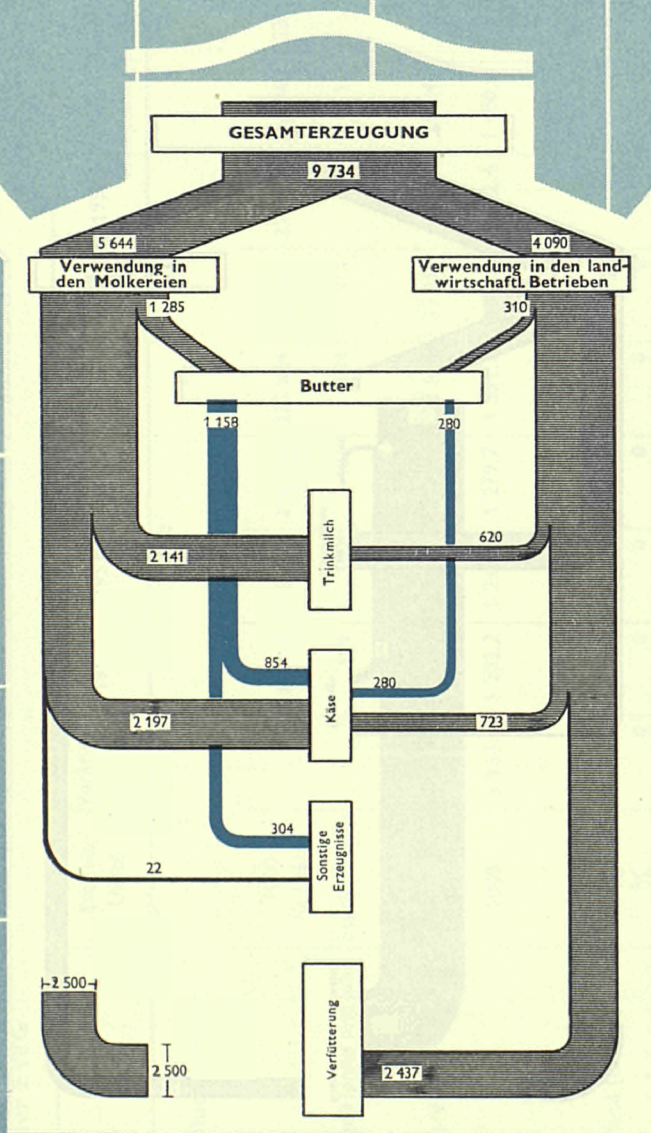 GESAMTERZEUGUNG
9 734
5 644
4 090
Verwendung in
den Molkereien
Verwendung in den land-
wirtschaftl. Betrieben
1 285
310
Butter
1 158
280
Trinkmilch
2 141
620
854
280
Käse
2 197
723
304
Sonstige
Erzeugnisse
22
2 500
2 500
Verfütterung
2 437